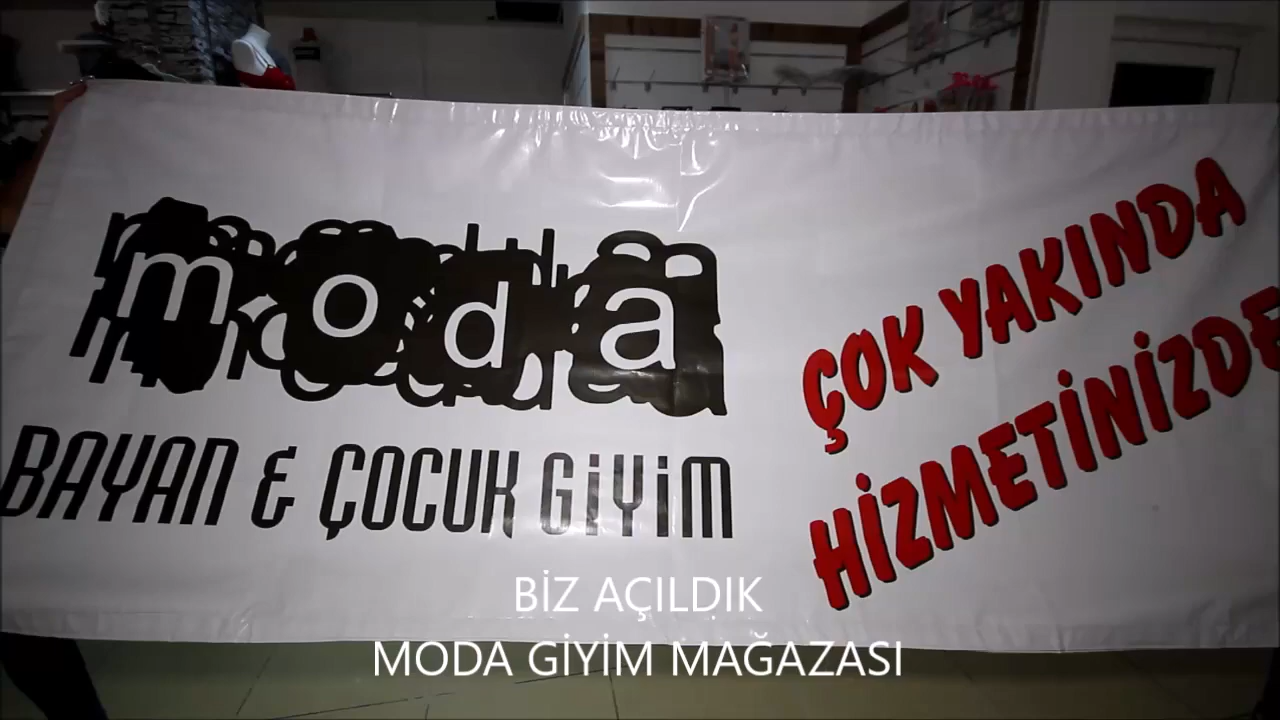 moda
BAYAN & ÇOCUK GİYİM
ÇOK YAKINDA
HİZMETİNİZDE
BİZ AÇILDIK
MODA GİYİM MAĞAZASI